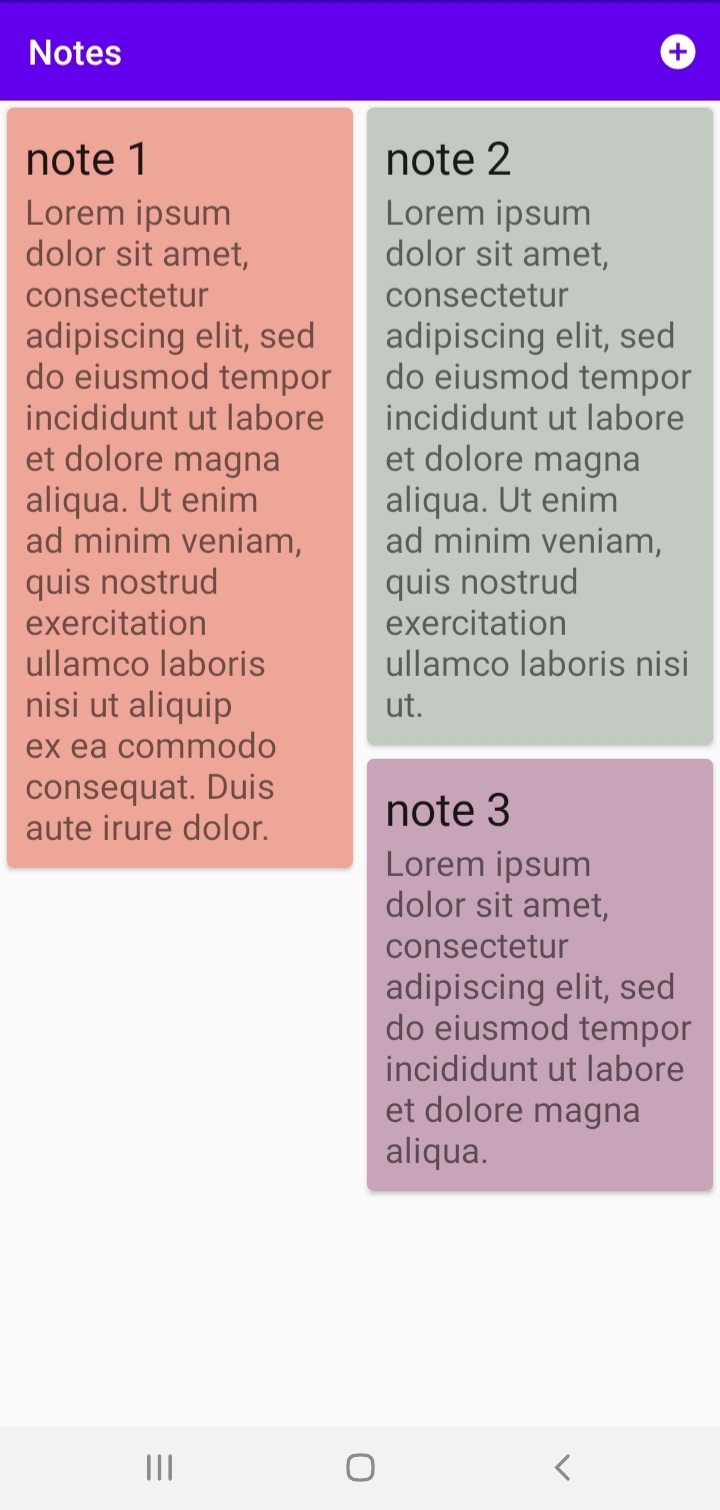 Notes
note 1
Lorem ipsum
dolor sit amet,
consectetur
adipiscing elit, sed
do eiusmod tempor
incididunt ut labore
et dolore magna
aliqua. Ut enim
ad minim veniam,
quis nostrud
exercitation
ullamco laboris
nisi ut aliquip
ex ea commodo
consequat. Duis
aute irure dolor.
note 2
Lorem ipsum
dolor sit amet,
consectetur
adipiscing elit, sed
do eiusmod tempor
incididunt ut labore
et dolore magna
aliqua. Ut enim
ad minim veniam,
quis nostrud
exercitation
ullamco laboris nisi
ut.
note 3
Lorem ipsum
dolor sit amet,
consectetur
adipiscing elit, sed
do eiusmod tempor
incididunt ut labore
et dolore magna
aliqua.